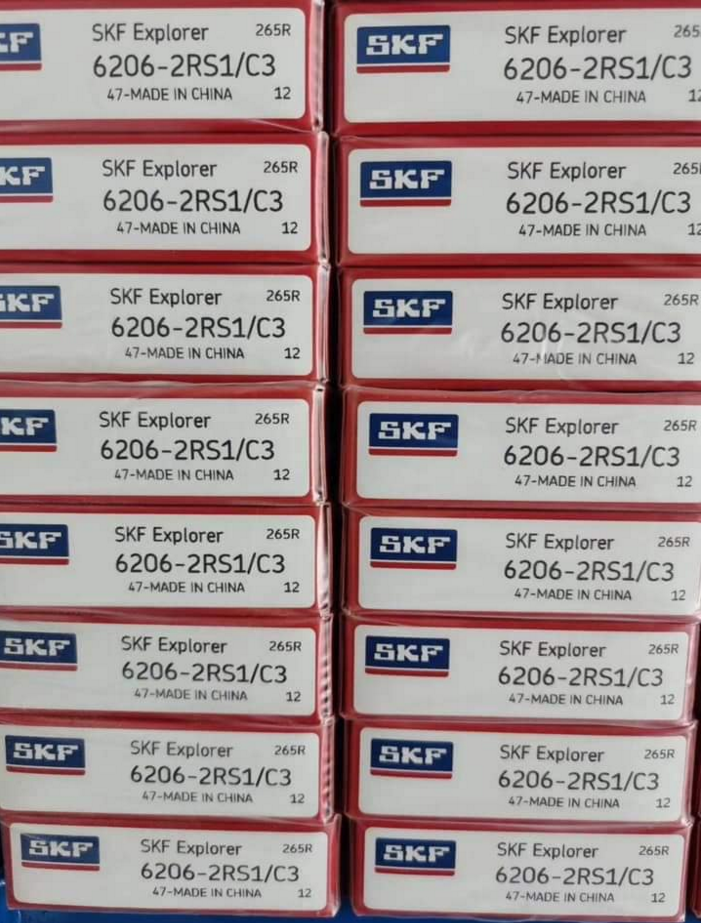 SKF Explorer 265R
6206-2RS1/C3
47-MADE IN CHINA 12
SKF
SKF Explorer
6206-2RS1/C3
47-MADE IN CHINA
SKF Explorer 265R
6206-2RS1/C3
47-MADE IN CHINA 12
SKF
SKF Explorer
6206-2RS1/C3
47-MADE IN CHINA
SKF Explorer 265R
6206-2RS1/C3
47-MADE IN CHINA 12
SKF
SKF Explorer 265R
6206-2RS1/C3
47-MADE IN CHINA 12
SKF Explorer 265R
6206-2RS1/C3
47-MADE IN CHINA 12
SKF
SKF Explorer 265R
6206-2RS1/C3
47-MADE IN CHINA 12
SKF
SKF Explorer 265R
6206-2RS1/C3
47-MADE IN CHINA 12
SKF
SKF Explorer 265R
6206-2RS1/C3
47-MADE IN CHINA 12
SKF
SKF Explorer 265R
6206-2RS1/C3
47-MADE IN CHINA 12
SKF
SKF Explorer 265R
6206-2RS1/C3
47-MADE IN CHINA 12
SKF
SKF Explorer 265R
6206-2RS1/C3
47-MADE IN CHINA 12
SKF
SKF Explorer 265R
6206-2RS1/C3
47-MADE IN CHINA 12
SKF
SKF Explorer 265R
6206-2RS1/C3
47-MADE IN CHINA 12
SKF
SKF Explorer 265R
6206-2RS1/C3
47-MADE IN CHINA 12